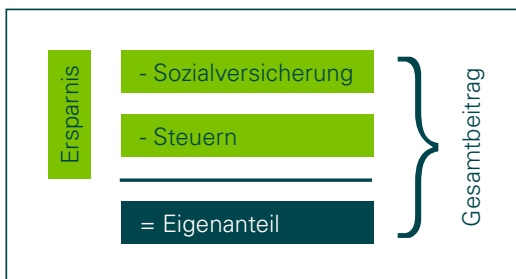 Ersparnis
- Sozialversicherung
- Steuern
= Eigenanteil
Gesamtbeitrag